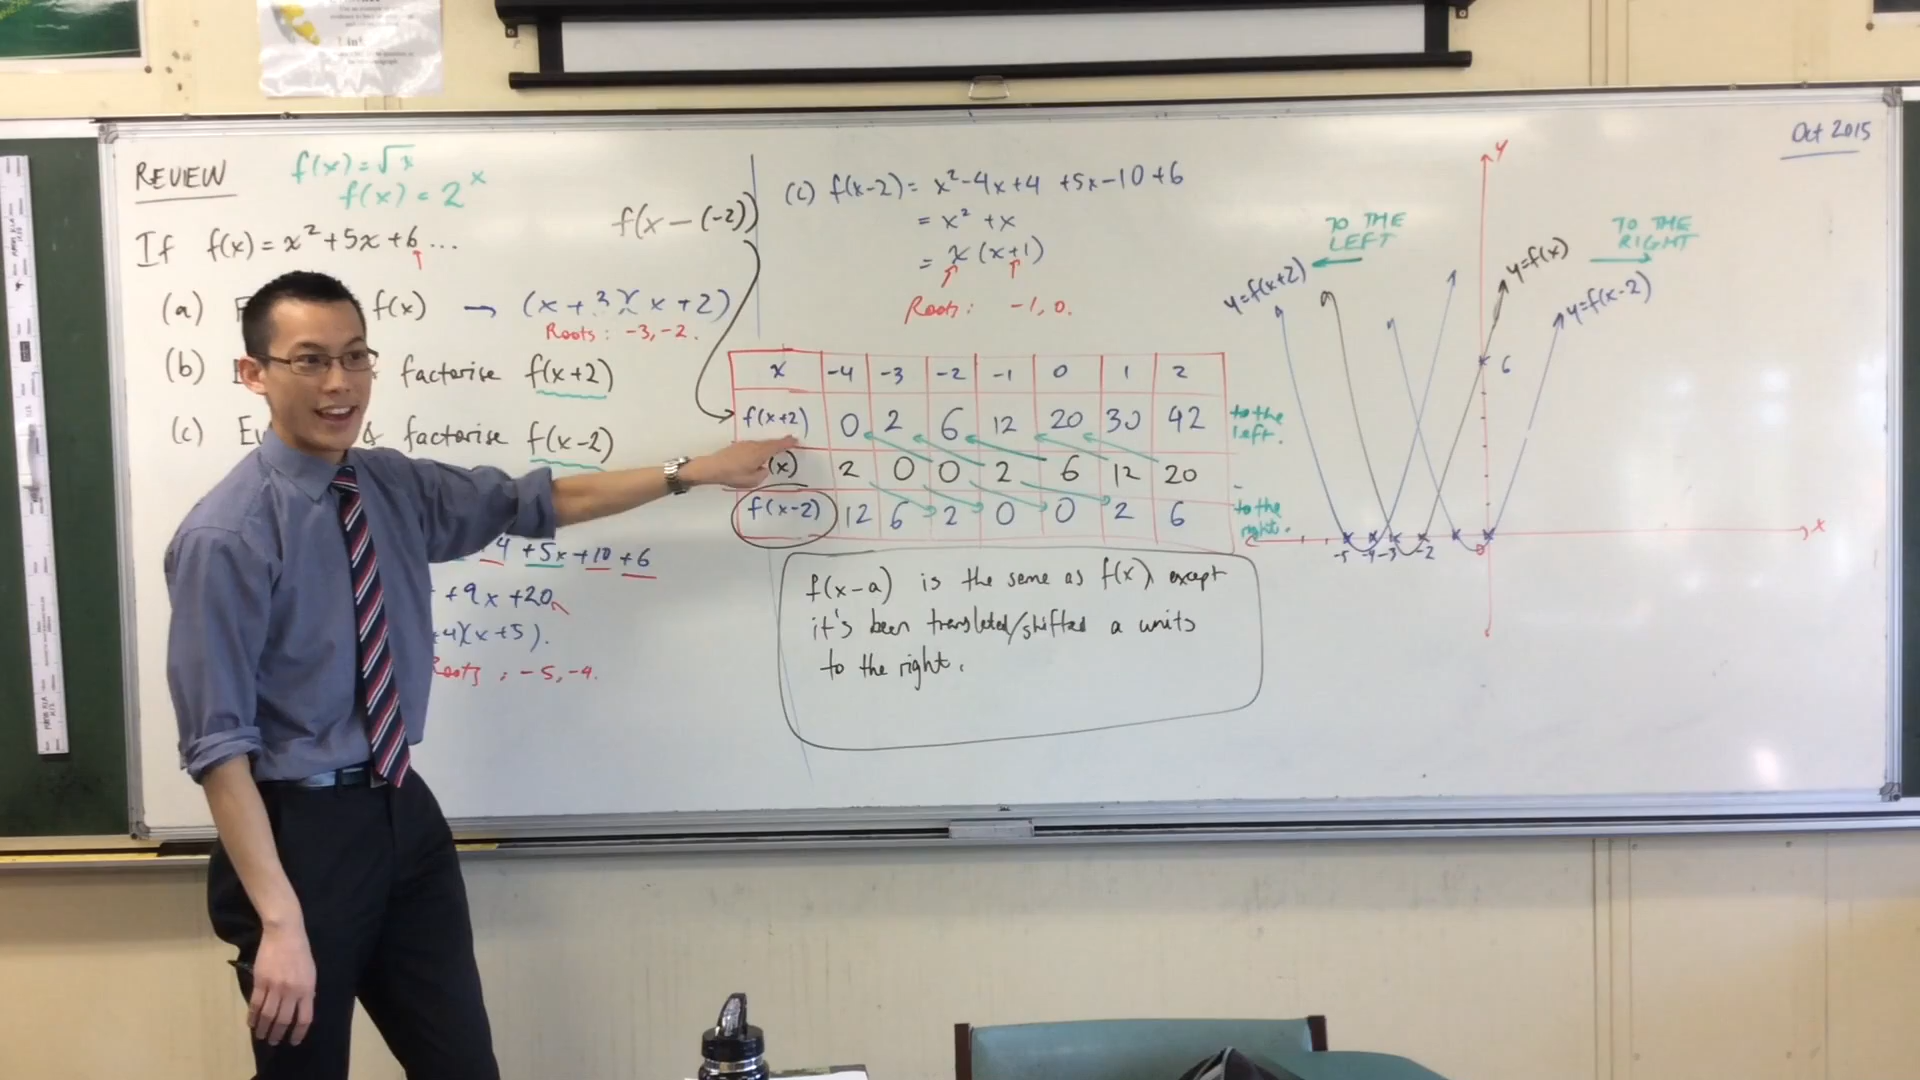 REVIEW
f(x) = √x
f(x) = 2^x
If f(x) = x² + 5x + 6 ...
(a) f(x) → (x + 3)(x + 2)
Roots : -3, -2.
(b) factorise f(x+2)
(c) & factorise f(x-2)
4 + 5x + 10 + 6
+ 9x + 20
+4)(x + 5).
Roots : -5, -4.
f(x - (-2))
(c) f(x-2) = x² - 4x + 4 + 5x - 10 + 6
= x² + x
= x (x + 1)
Roots : -1, 0.
x -4 -3 -2 -1 0 1 2
f(x+2) 0 2 6 12 20 30 42 to the left.
(x) 2 0 0 2 6 12 20
f(x-2) 12 6 2 0 0 2 6 to the right.
f(x-a) is the same as f(x), except
it's been translated/shifted a units
to the right.
Oct 2015
y
TO THE
LEFT
TO THE
RIGHT
y=f(x+2)
y=f(x)
y=f(x-2)
6
x
-5 -4 -3 -2 0